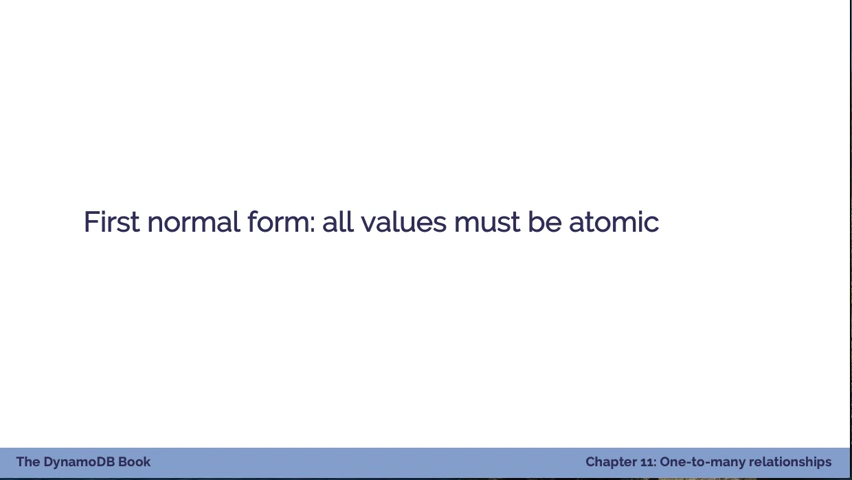 First normal form: all values must be atomic
The DynamoDB Book
Chapter 11: One-to-many relationships